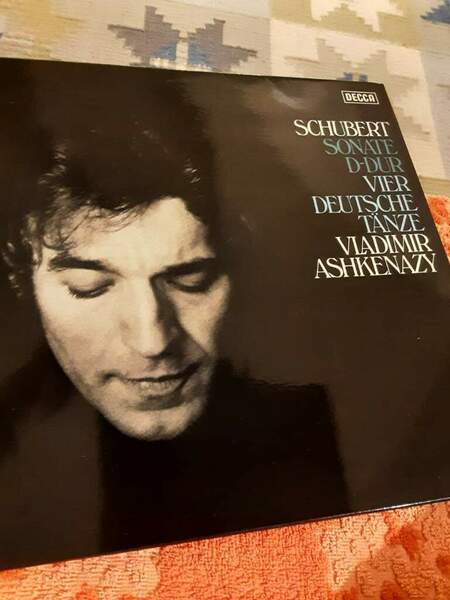 DECCA
SCHUBERT
SONATE
D-DUR
VIER
DEUTSCHE
TÄNZE
VLADIMIR
ASHKENAZY